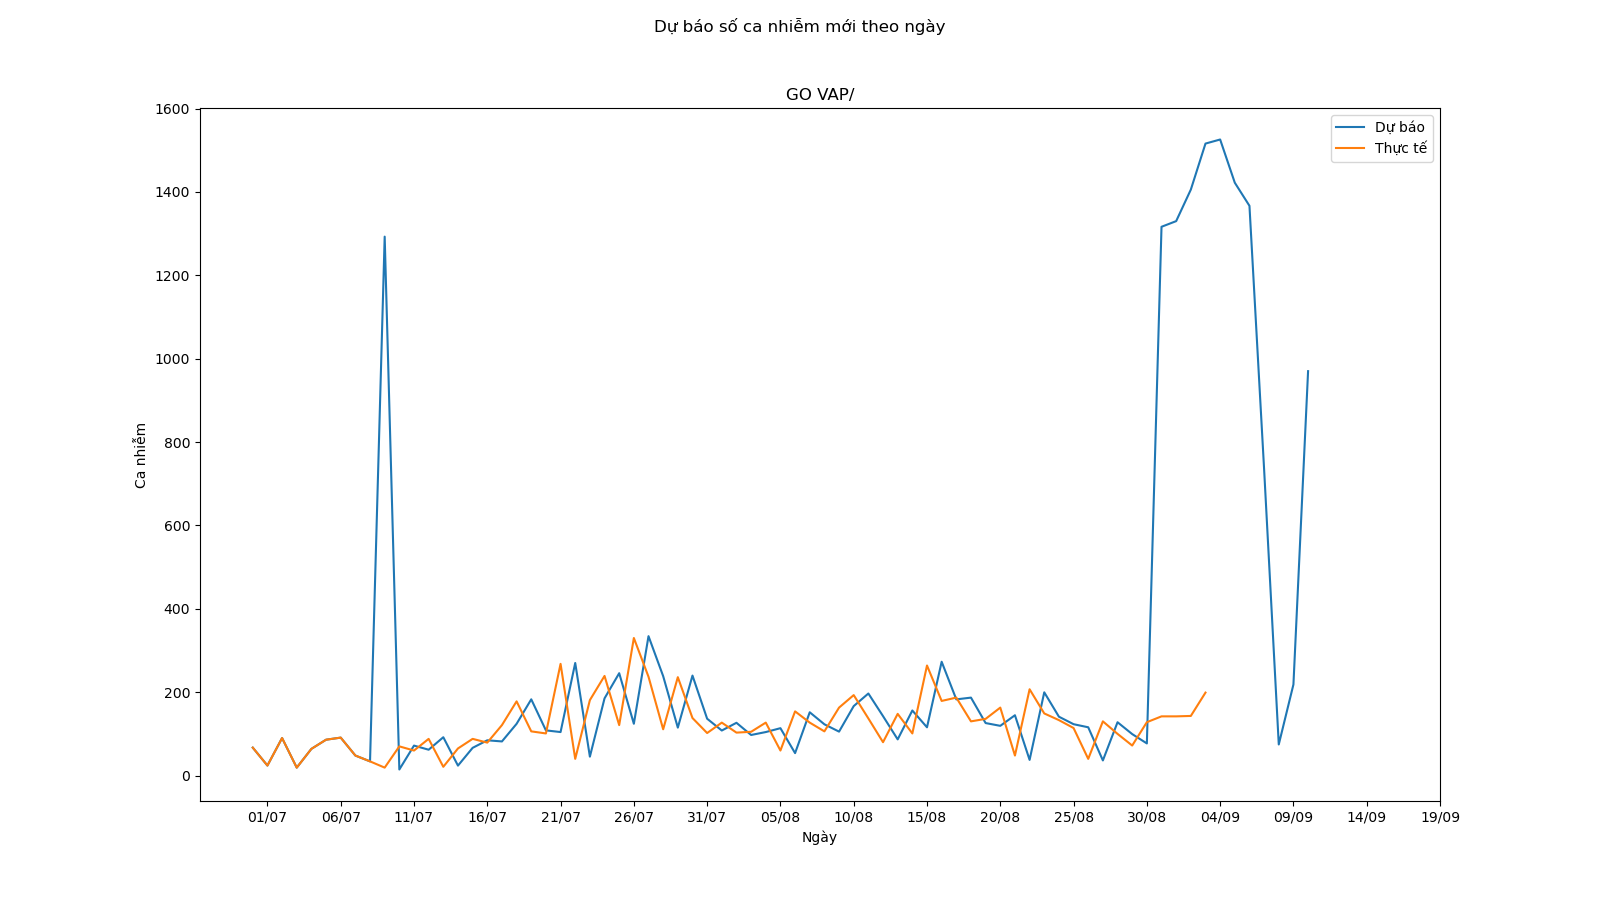 Dự báo số ca nhiễm mới theo ngày
GO VAP/
Dự báo
Thực tế
1600
1400
1200
1000
800
600
400
200
0
Ca nhiễm
01/07 06/07 11/07 16/07 21/07 26/07 31/07 05/08 10/08 15/08 20/08 25/08 30/08 04/09 09/09 14/09 19/09
Ngày